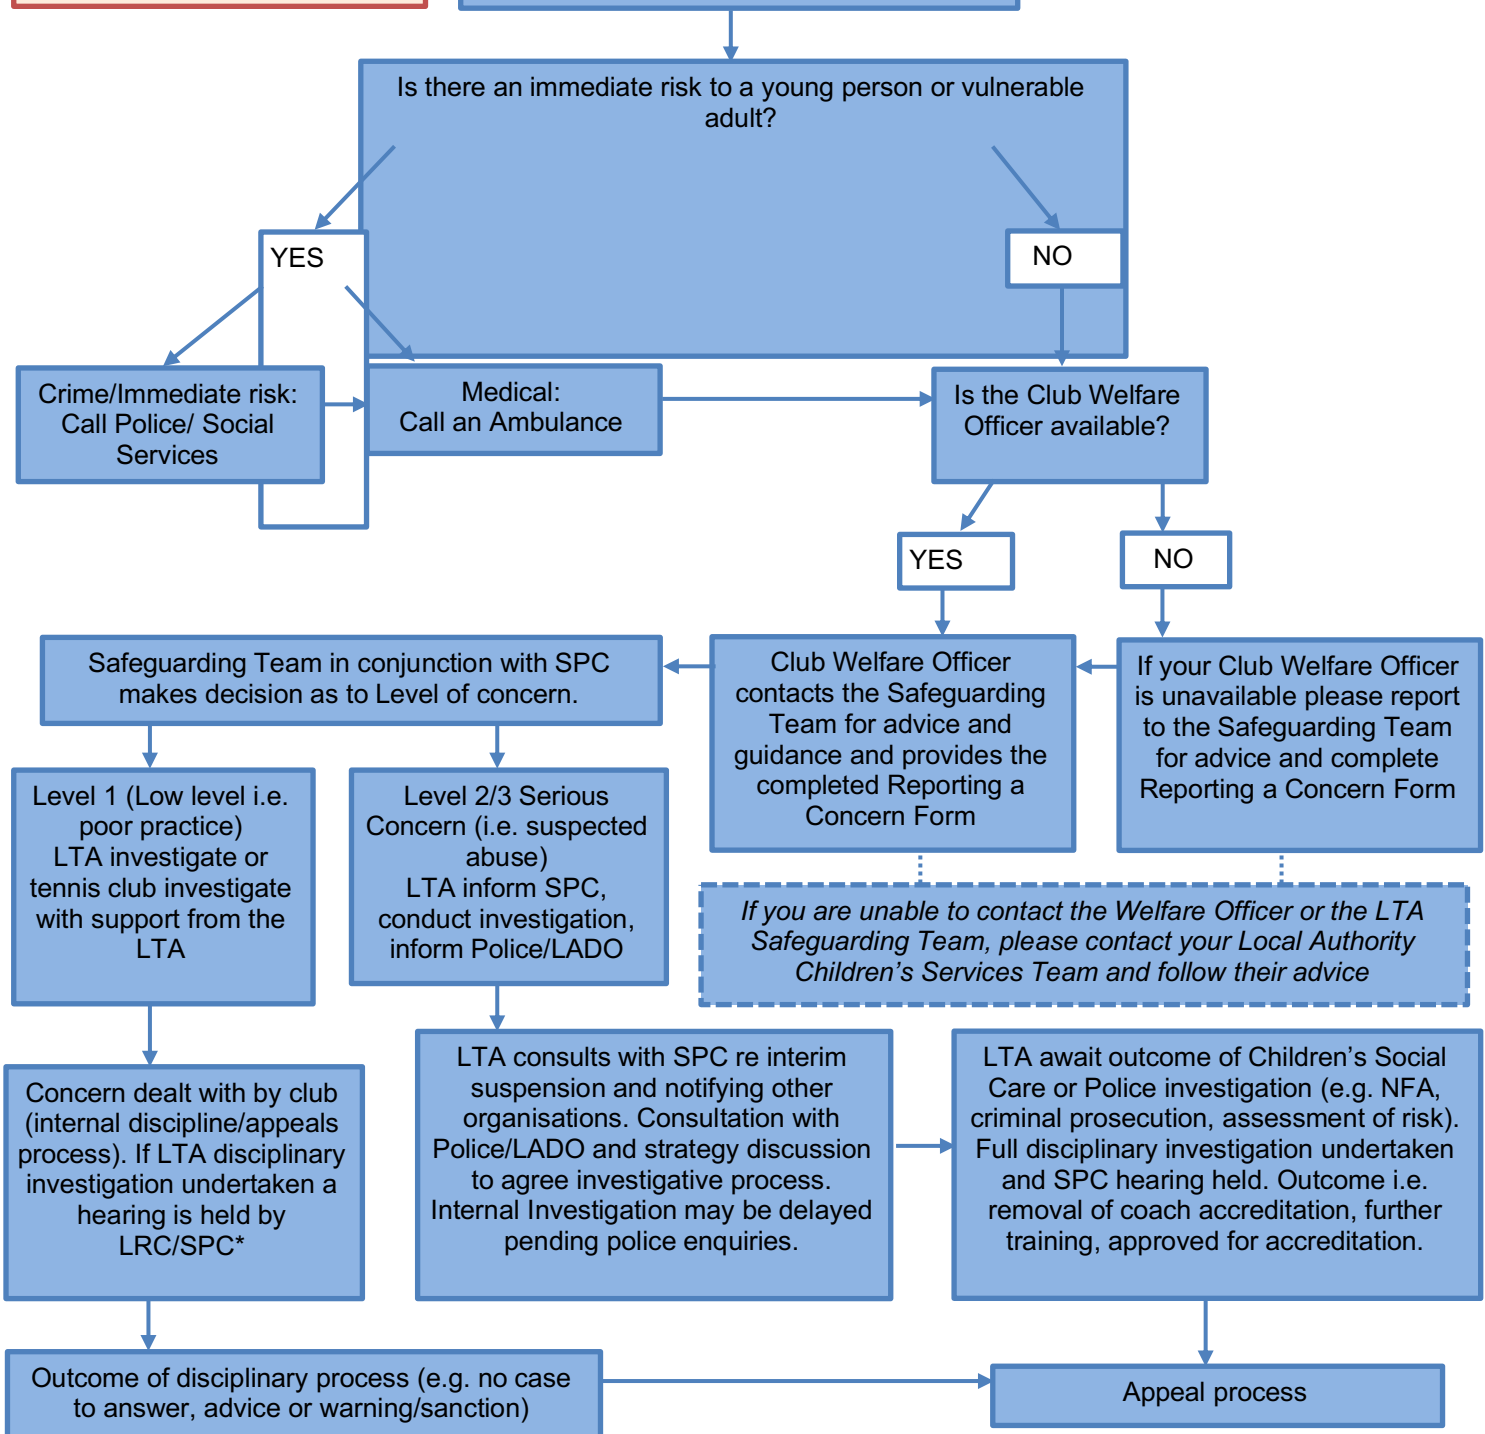 Is there an immediate risk to a young person or vulnerable
adult?
YES
NO
Crime/Immediate risk:
Call Police/ Social
Services
Medical:
Call an Ambulance
Is the Club Welfare
Officer available?
YES
NO
Safeguarding Team in conjunction with SPC
makes decision as to Level of concern.
Club Welfare Officer
contacts the Safeguarding
Team for advice and
guidance and provides the
completed Reporting a
Concern Form
If your Club Welfare Officer
is unavailable please report
to the Safeguarding Team
for advice and complete
Reporting a Concern Form
Level 1 (Low level i.e.
poor practice)
LTA investigate or
tennis club investigate
with support from the
LTA
Level 2/3 Serious
Concern (i.e. suspected
abuse)
LTA inform SPC,
conduct investigation,
inform Police/LADO
If you are unable to contact the Welfare Officer or the LTA
Safeguarding Team, please contact your Local Authority
Children’s Services Team and follow their advice
Concern dealt with by club
(internal discipline/appeals
process). If LTA disciplinary
investigation undertaken a
hearing is held by
LRC/SPC*
LTA consults with SPC re interim
suspension and notifying other
organisations. Consultation with
Police/LADO and strategy discussion
to agree investigative process.
Internal Investigation may be delayed
pending police enquiries.
LTA await outcome of Children’s Social
Care or Police investigation (e.g. NFA,
criminal prosecution, assessment of risk).
Full disciplinary investigation undertaken
and SPC hearing held. Outcome i.e.
removal of coach accreditation, further
training, approved for accreditation.
Outcome of disciplinary process (e.g. no case
to answer, advice or warning/sanction)
Appeal process